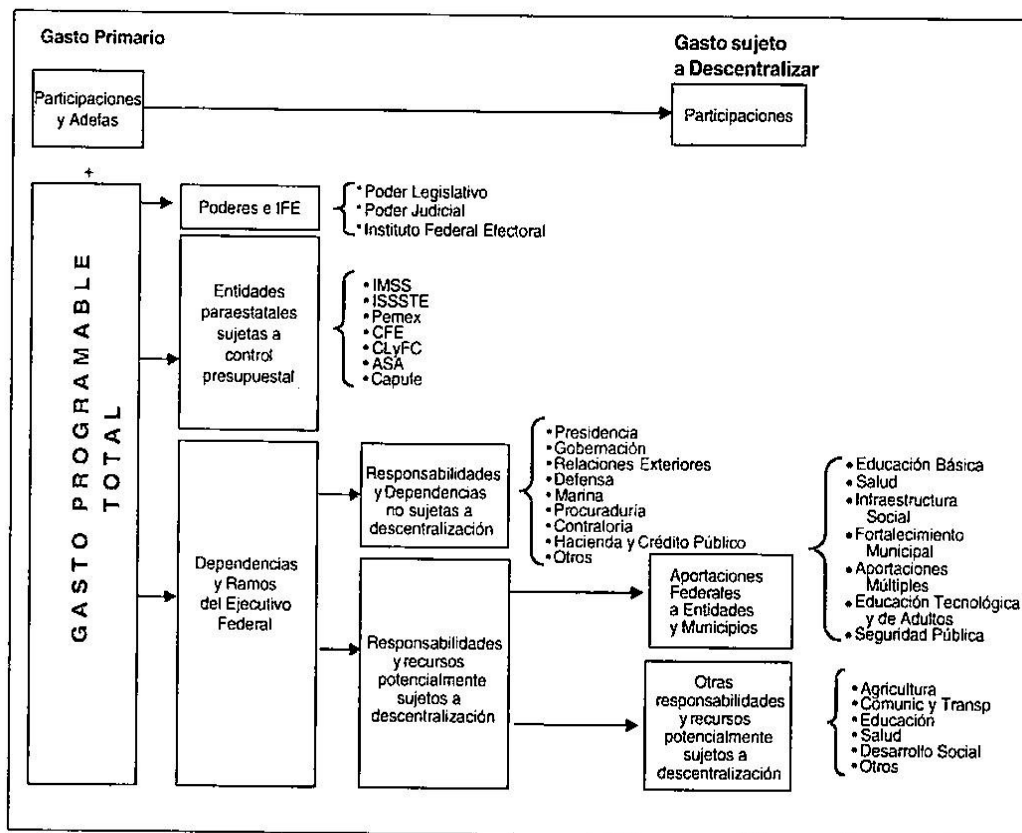 Gasto Primario
Gasto sujeto
a Descentralizar
Participaciones
y Adefas
Participaciones
+
GASTO PROGRAMABLE
TOTAL
Poderes e IFE
• Poder Legislativo
• Poder Judicial
• Instituto Federal Electoral
Entidades
paraestatales
sujetas a
control
presupuestal
• IMSS
• ISSSTE
• Pemex
• CFE
• CLyFC
• ASA
• Capufe
Dependencias
y Ramos
del Ejecutivo
Federal
Responsabilidades
y Dependencias
no sujetas a
descentralización
• Presidencia
• Gobernación
• Relaciones Exteriores
• Defensa
• Marina
• Procuraduría
• Contraloría
• Hacienda y Crédito Público
• Otros
Responsabilidades
y recursos
potencialmente
sujetos a
descentralización
Aportaciones
Federales
a Entidades
y Municipios
• Educación Básica
• Salud
• Infraestructura
Social
• Fortalecimiento
Municipal
• Aportaciones
Múltiples
• Educación Tecnológica
y de Adultos
• Seguridad Pública
Otras
responsabilidades
y recursos
potencialmente
sujetos a
descentralización
• Agricultura
• Comunic y Transp
• Educación
• Salud
• Desarrollo Social
• Otros